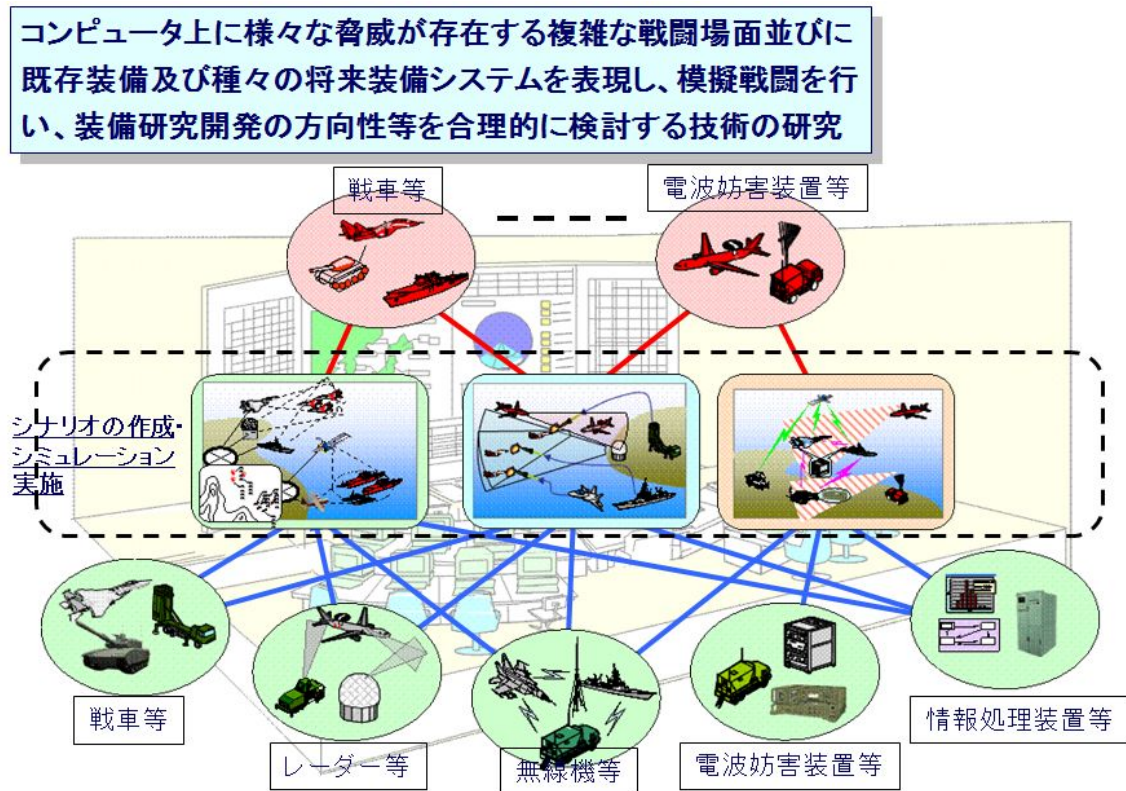 コンピュータ上に様々な脅威が存在する複雑な戦闘場面並びに
既存装備及び種々の将来装備システムを表現し、模擬戦闘を行
い、装備研究開発の方向性等を合理的に検討する技術の研究
戦車等
電波妨害装置等
シナリオの作成・
シミュレーション
実施
戦車等
レーダー等
無線機等
電波妨害装置等
情報処理装置等